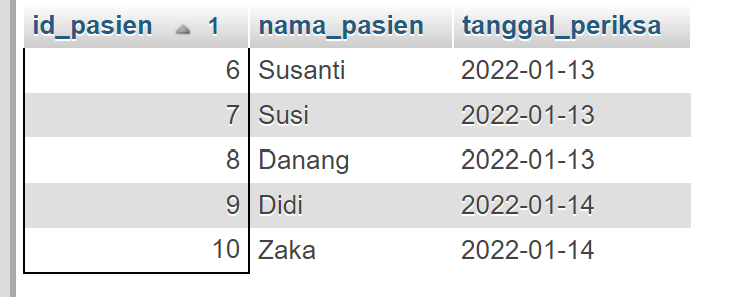 id_pasien 1 nama_pasien tanggal_periksa
6 Susanti 2022-01-13
7 Susi 2022-01-13
8 Danang 2022-01-13
9 Didi 2022-01-14
10 Zaka 2022-01-14